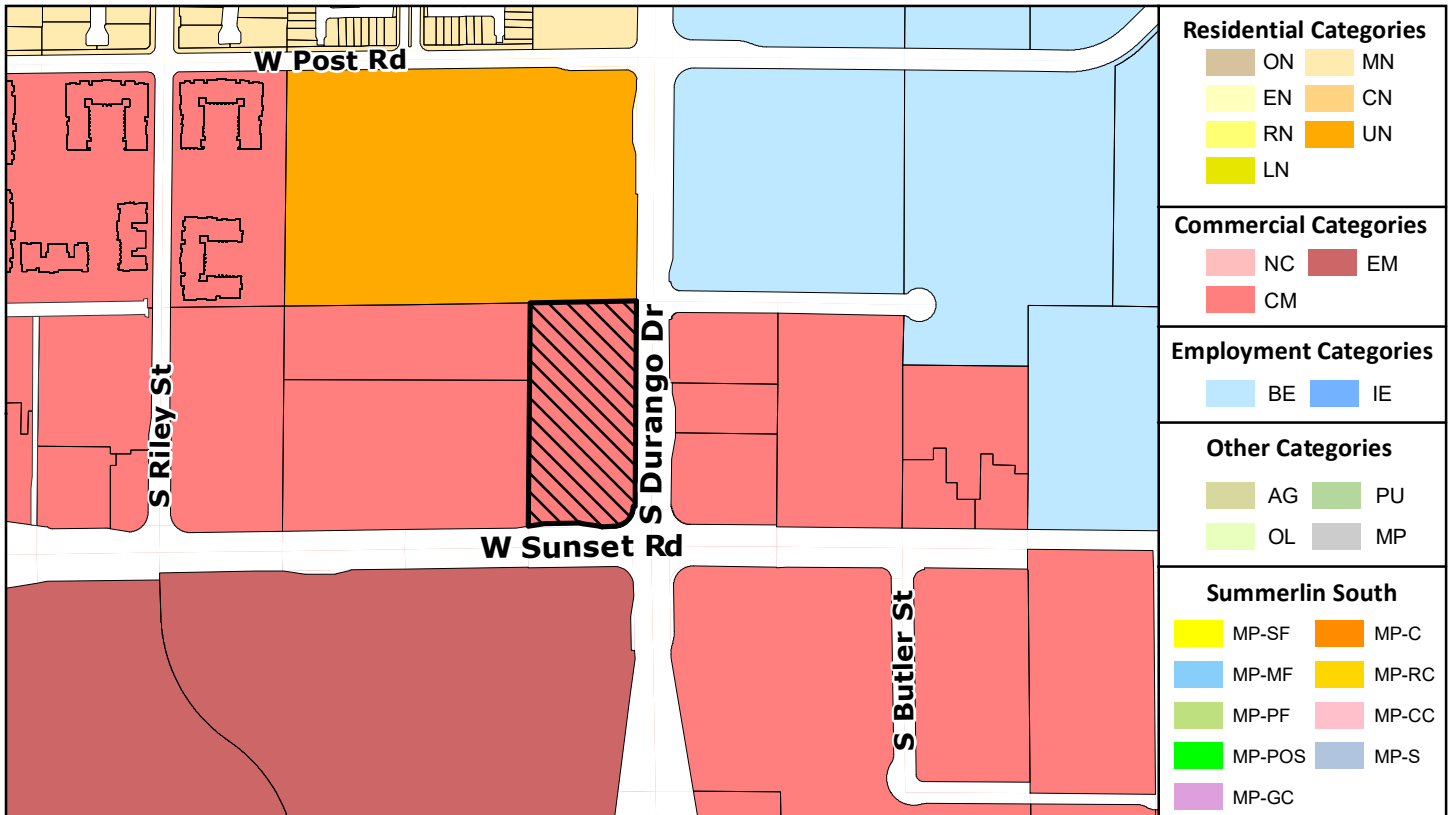 W Post Rd
S Riley St
S Durango Dr
W Sunset Rd
S Butler St
Residential Categories
ON MN
EN CN
RN UN
LN
Commercial Categories
NC EM
CM
Employment Categories
BE IE
Other Categories
AG PU
OL MP
Summerlin South
MP-SF MP-C
MP-MF MP-RC
MP-PF MP-CC
MP-POS MP-S
MP-GC